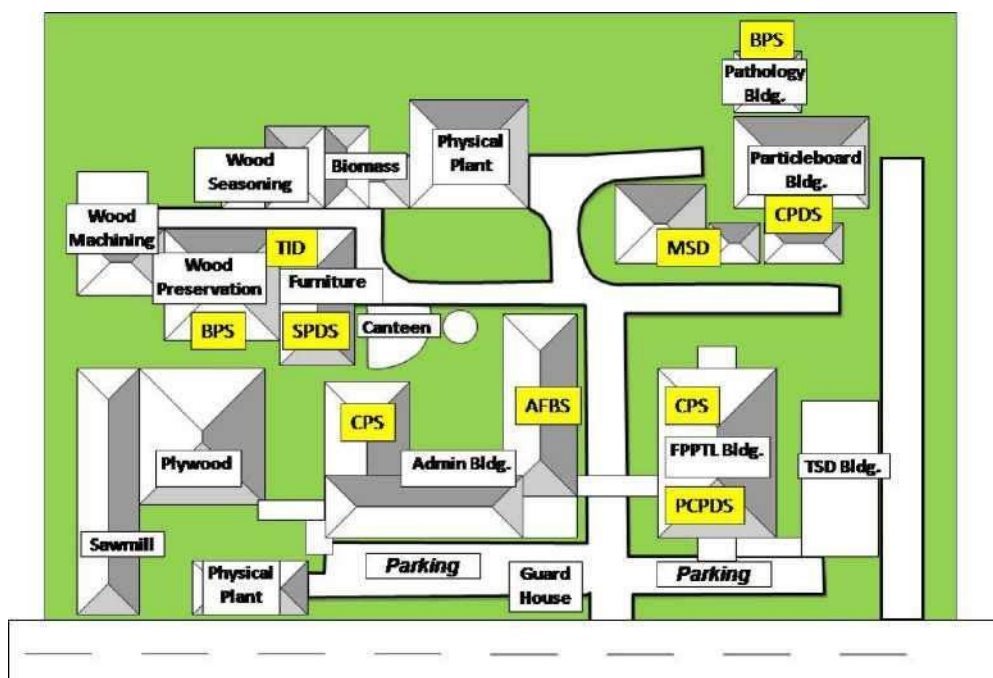 BPS
Pathology
Bldg.
Wood
Seasoning
Biomass
Physical
Plant
Particleboard
Bldg.
CPDS
Wood
Machining
TID
MSD
Wood
Preservation
Furniture
BPS
SPDS
Canteen
CPS
AFBS
CPS
Plywood
Admin Bldg.
FPPTL Bldg.
TSD Bldg.
PCPDS
Sawmill
Physical
Plant
Parking
Guard
House
Parking